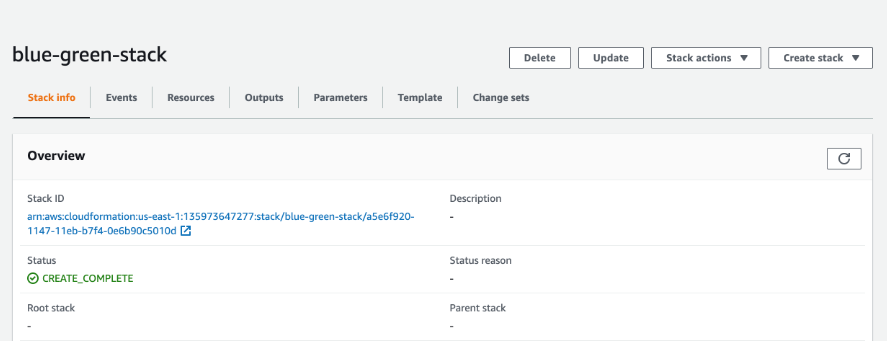 blue-green-stack
Delete
Update
Stack actions
Create stack
Stack info
Events
Resources
Outputs
Parameters
Template
Change sets
Overview
Stack ID
arn:aws:cloudformation:us-east-1:135973647277:stack/blue-green-stack/a5e6f920-
1147-11eb-b7f4-0e6b90c5010d
Description
-
Status
CREATE_COMPLETE
Status reason
-
Root stack
-
Parent stack
-